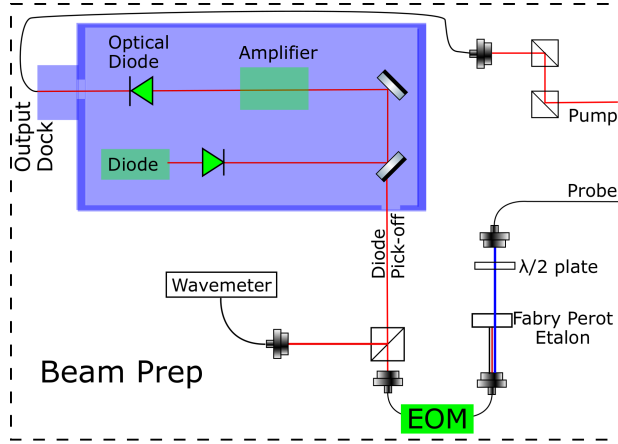 Optical
Diode
Amplifier
Output
Dock
Diode
Pump
Probe
Diode
Pick-off
λ/2 plate
Wavemeter
Fabry Perot
Etalon
Beam Prep
EOM